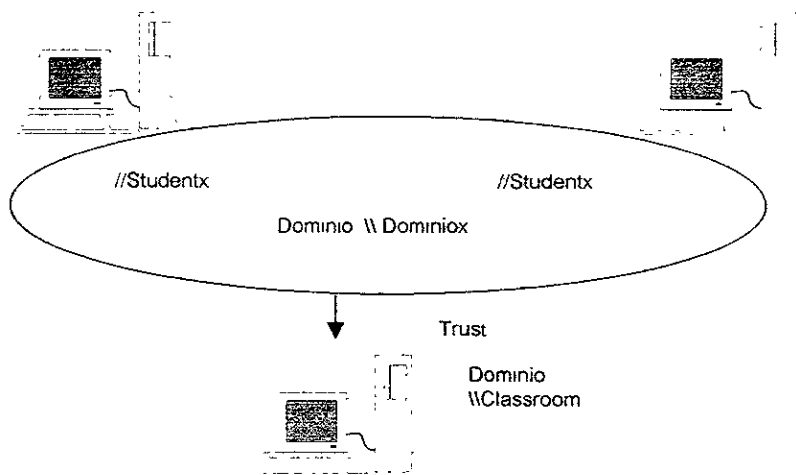 //Studentx //Studentx
Dominio \\ Dominiox
Trust
Dominio
\\Classroom